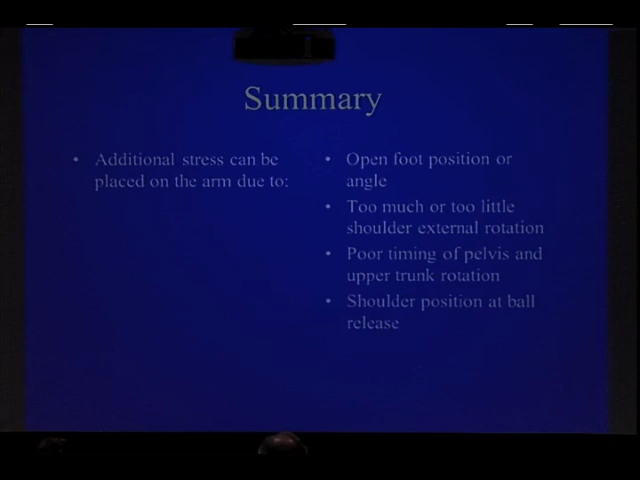 Summary
• Additional stress can be
placed on the arm due to:
• Open foot position or
angle
• Too much or too little
shoulder external rotation
• Poor timing of pelvis and
upper trunk rotation
• Shoulder position at ball
release